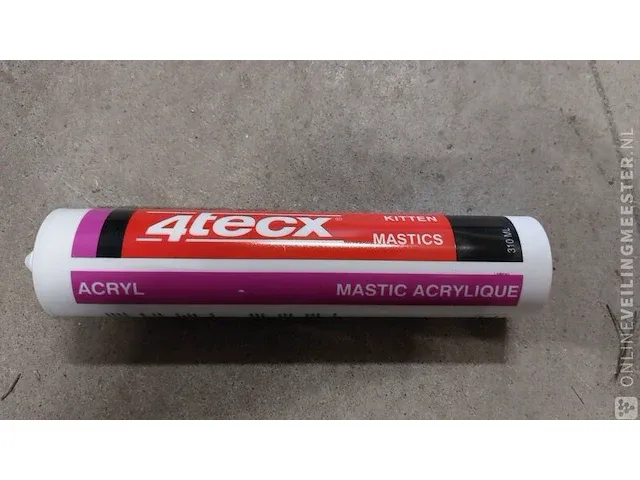 4tecx®
KITTEN
MASTICS
310 ML
ACRYL MASTIC ACRYLIQUE
ONLINEVEILINGMEESTER.NL